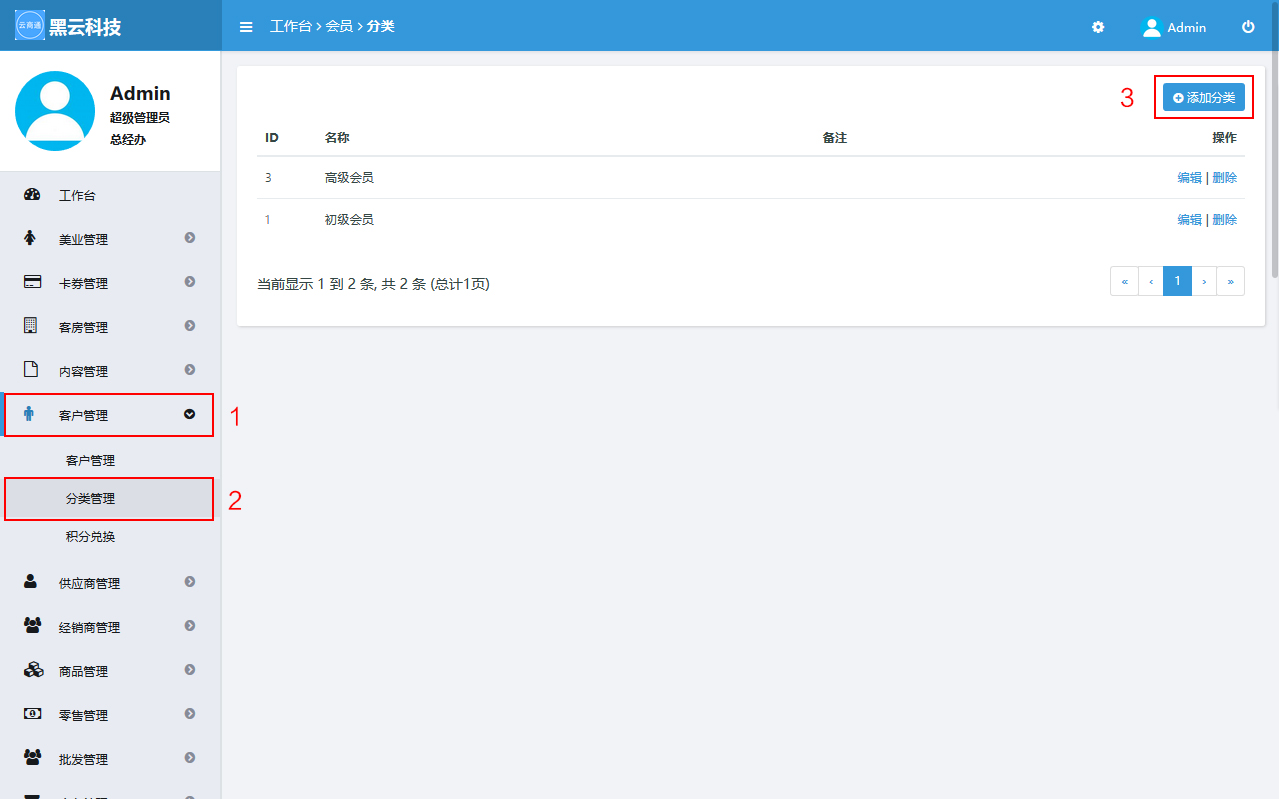 云商通 黑云科技
工作台 > 会员 > 分类
Admin
Admin
超级管理员
总经办
工作台
美业管理
卡券管理
客房管理
内容管理
客户管理
1
客户管理
分类管理
2
积分兑换
供应商管理
经销商管理
商品管理
零售管理
批发管理
3
添加分类
ID 名称 备注 操作
3 高级会员 编辑 | 删除
1 初级会员 编辑 | 删除
当前显示 1 到 2 条, 共 2 条 (总计1页)
« ‹ 1 › »